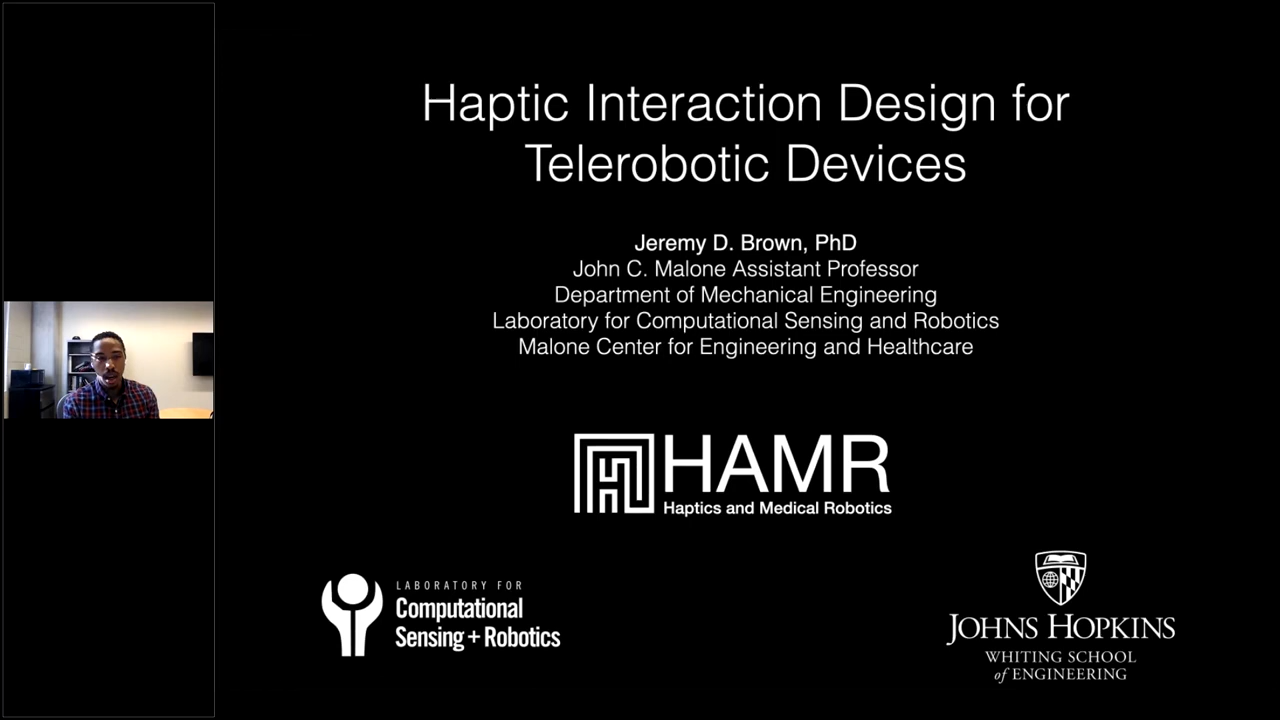 Haptic Interaction Design for
Telerobotic Devices
Jeremy D. Brown, PhD
John C. Malone Assistant Professor
Department of Mechanical Engineering
Laboratory for Computational Sensing and Robotics
Malone Center for Engineering and Healthcare
HAMR
Haptics and Medical Robotics
LABORATORY FOR
Computational
Sensing + Robotics
JOHNS HOPKINS
WHITING SCHOOL
of ENGINEERING